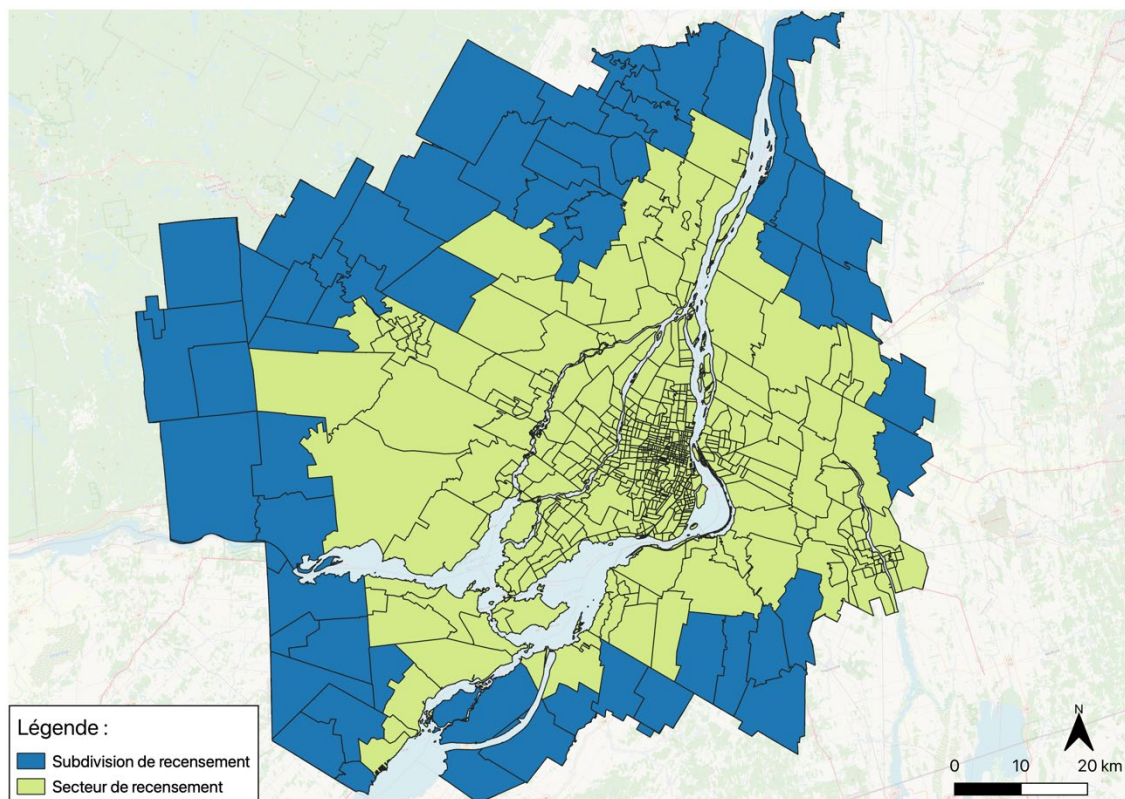 Légende :
Subdivision de recensement
Secteur de recensement
N
0 10 20 km